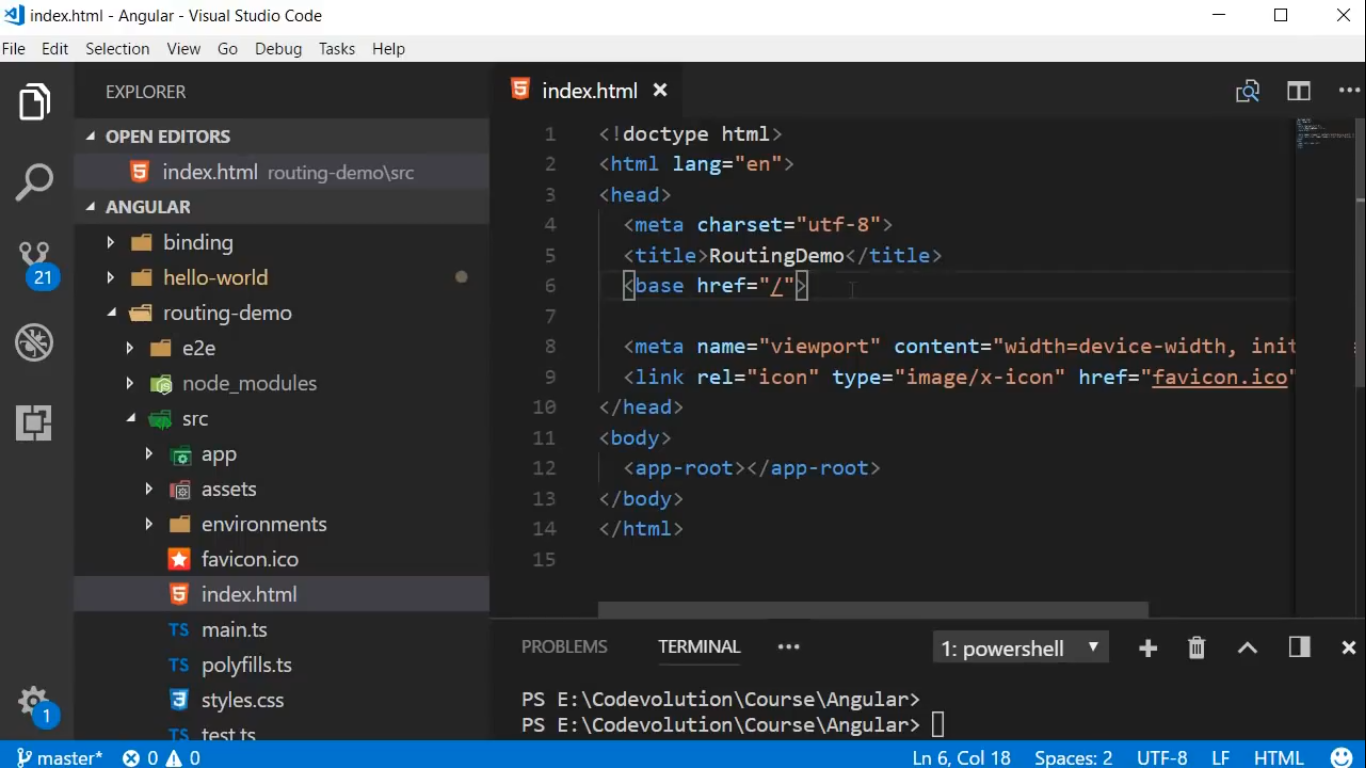 index.html - Angular - Visual Studio Code
File Edit Selection View Go Debug Tasks Help
EXPLORER
OPEN EDITORS
index.html routing-demo\src
ANGULAR
binding
hello-world
routing-demo
e2e
node_modules
src
app
assets
environments
favicon.ico
index.html
TS main.ts
TS polyfills.ts
styles.css
test.ts
21
1
index.html
1 <!doctype html>
2 <html lang="en">
3 <head>
4 <meta charset="utf-8">
5 <title>RoutingDemo</title>
6 <base href="/">
7
8 <meta name="viewport" content="width=device-width, init
9 <link rel="icon" type="image/x-icon" href="favicon.ico"
10 </head>
11 <body>
12 <app-root></app-root>
13 </body>
14 </html>
15
PROBLEMS TERMINAL ••• 1: powershell
PS E:\Codevolution\Course\Angular>
PS E:\Codevolution\Course\Angular>
master* 0 0 Ln 6, Col 18 Spaces: 2 UTF-8 LF HTML